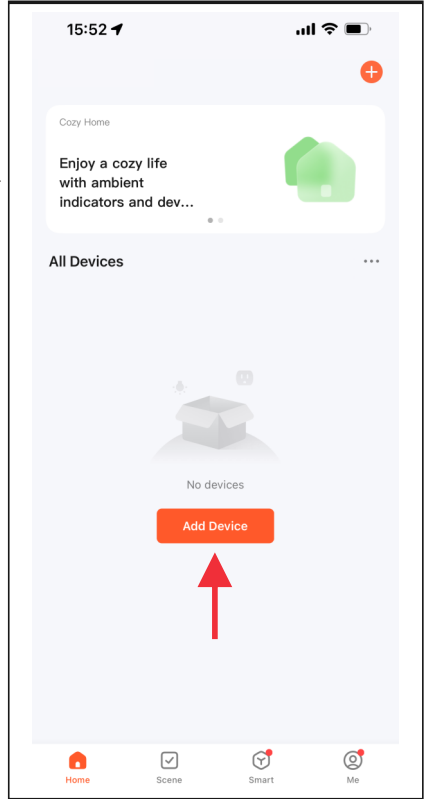 15:52
Cozy Home
Enjoy a cozy life
with ambient
indicators and dev...
All Devices
...
No devices
Add Device
Home Scene Smart Me